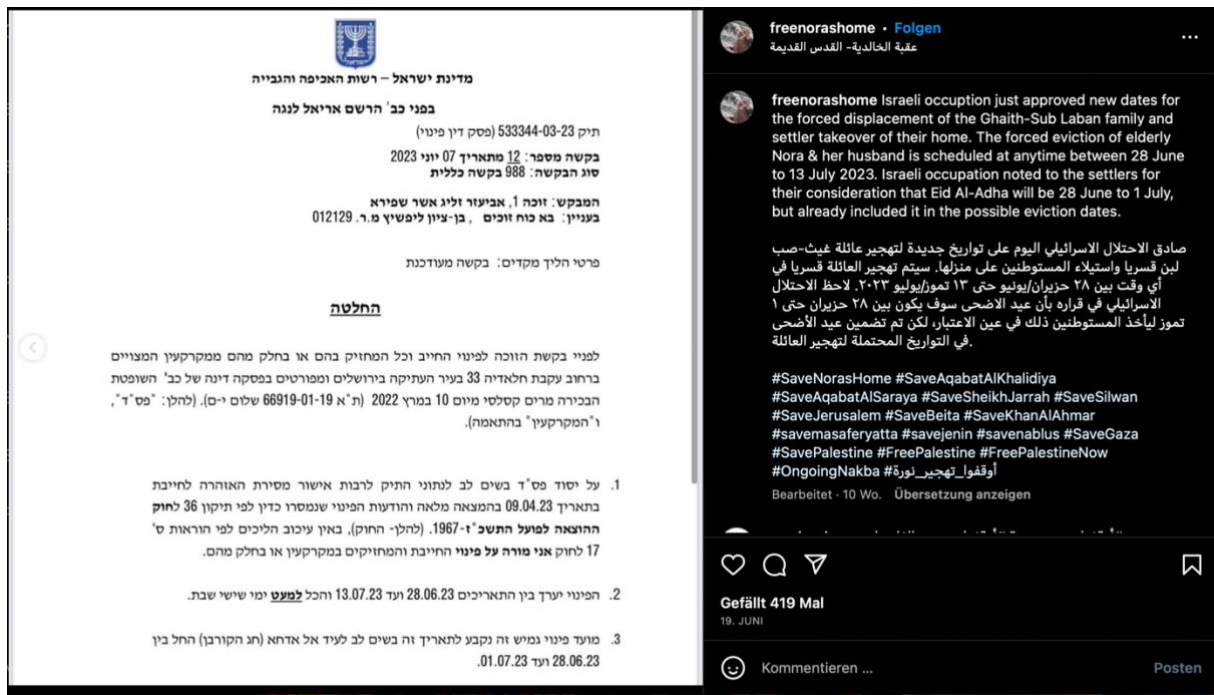 מדינת ישראל – רשות האכיפה והגבייה
בפני כב' הרשם אריאל לנגה
תיק 533344-03-23 (פסק דין פינוי)
בקשה מספר: 12 מתאריך 07 יוני 2023
סוג הבקשה: 988 בקשה כללית
המבקש: זוכה 1, אביעזר זליג אשר שפירא
בעניין: בא כוח זוכים , בן-ציון ליפשיץ מ.ר. 012129
פרטי הליך מקדים: בקשה מעודכנת
החלטה
לפניי בקשת הזוכה לפינוי החייב וכל המחזיק בהם או בחלק מהם ממקרקעין המצויים
ברחוב עקבת חלאדיה 33 בעיר העתיקה בירושלים ומפורטים בפסקה דינה של כב' השופטת
הבכירה מרים קסלסי מיום 10 במרץ 2022 (ת"א 66919-01-19 שלום י-ם). (להלן: "פס"ד",
ו"המקרקעין" בהתאמה).
1. על יסוד פס"ד בשים לב לנתוני התיק לרבות אישור מסירת האזהרה לחייבת
בתאריך 09.04.23 בהמצאה מלאה והודעות הפינוי שנמסרו כדין לפי תיקון 36 לחוק
ההוצאה לפועל התשכ"ז-1967. (להלן- החוק), באין עיכוב הליכים לפי הוראות ס'
17 לחוק אני מורה על פינוי החייבת והמחזיקים במקרקעין או בחלק מהם.
2. הפינוי יערך בין התאריכים 28.06.23 ועד 13.07.23 והכל למעט ימי שישי שבת.
3. מועד פינוי גמיש זה נקבע לתאריך זה בשים לב לעיד אל אדחא (חג הקורבן) החל בין
28.06.23 ועד 01.07.23.
freenorashome • Folgen
عقبة الخالدية- القدس القديمة
freenorashome Israeli occuption just approved new dates for
the forced displacement of the Ghaith-Sub Laban family and
settler takeover of their home. The forced eviction of elderly
Nora & her husband is scheduled at anytime between 28 June
to 13 July 2023. Israeli occupation noted to the settlers for
their consideration that Eid Al-Adha will be 28 June to 1 July,
but already included it in the possible eviction dates.
صادق الاحتلال الاسرائيلي اليوم على تواريخ جديدة لتهجير عائلة غيث-صب
لبن قسريا واستيلاء المستوطنين على منزلها. سيتم تهجير العائلة قسريا في
أي وقت بين ٢٨ حزيران/يونيو حتى ١٣ تموز/يوليو ٢٠٢٣. لاحظ الاحتلال
الاسرائيلي في قراره بأن عيد الاضحى سوف يكون بين ٢٨ حزيران حتى ١
تموز ليأخذ المستوطنين ذلك في عين الاعتبار، لكن تم تضمين عيد الأضحى
في التواريخ المحتملة لتهجير العائلة.
#SaveNorasHome #SaveAqabatAlKhalidiya
#SaveAqabatAlSaraya #SaveSheikhJarrah #SaveSilwan
#SaveJerusalem #SaveBeita #SaveKhanAlAhmar
#savemasaferyatta #savejenin #savenablus #SaveGaza
#SavePalestine #FreePalestine #FreePalestineNow
#OngoingNakba #أوقفوا_تهجير_نورة
Bearbeitet · 10 Wo. Übersetzung anzeigen
Gefällt 419 Mal
19. JUNI
Kommentieren ...
Posten